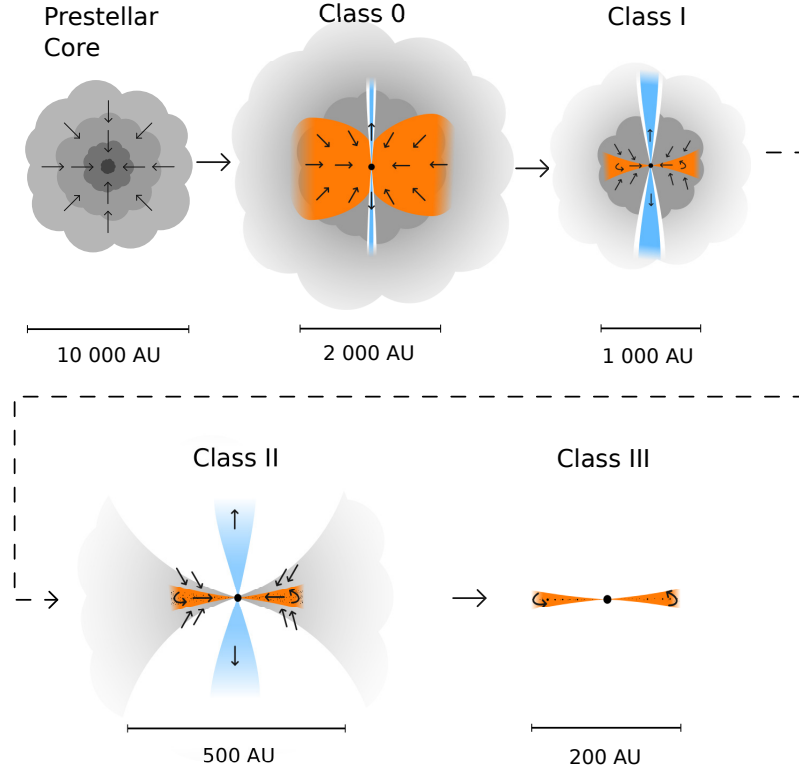 Prestellar
Core
Class 0
Class I
10 000 AU
2 000 AU
1 000 AU
Class II
Class III
500 AU
200 AU